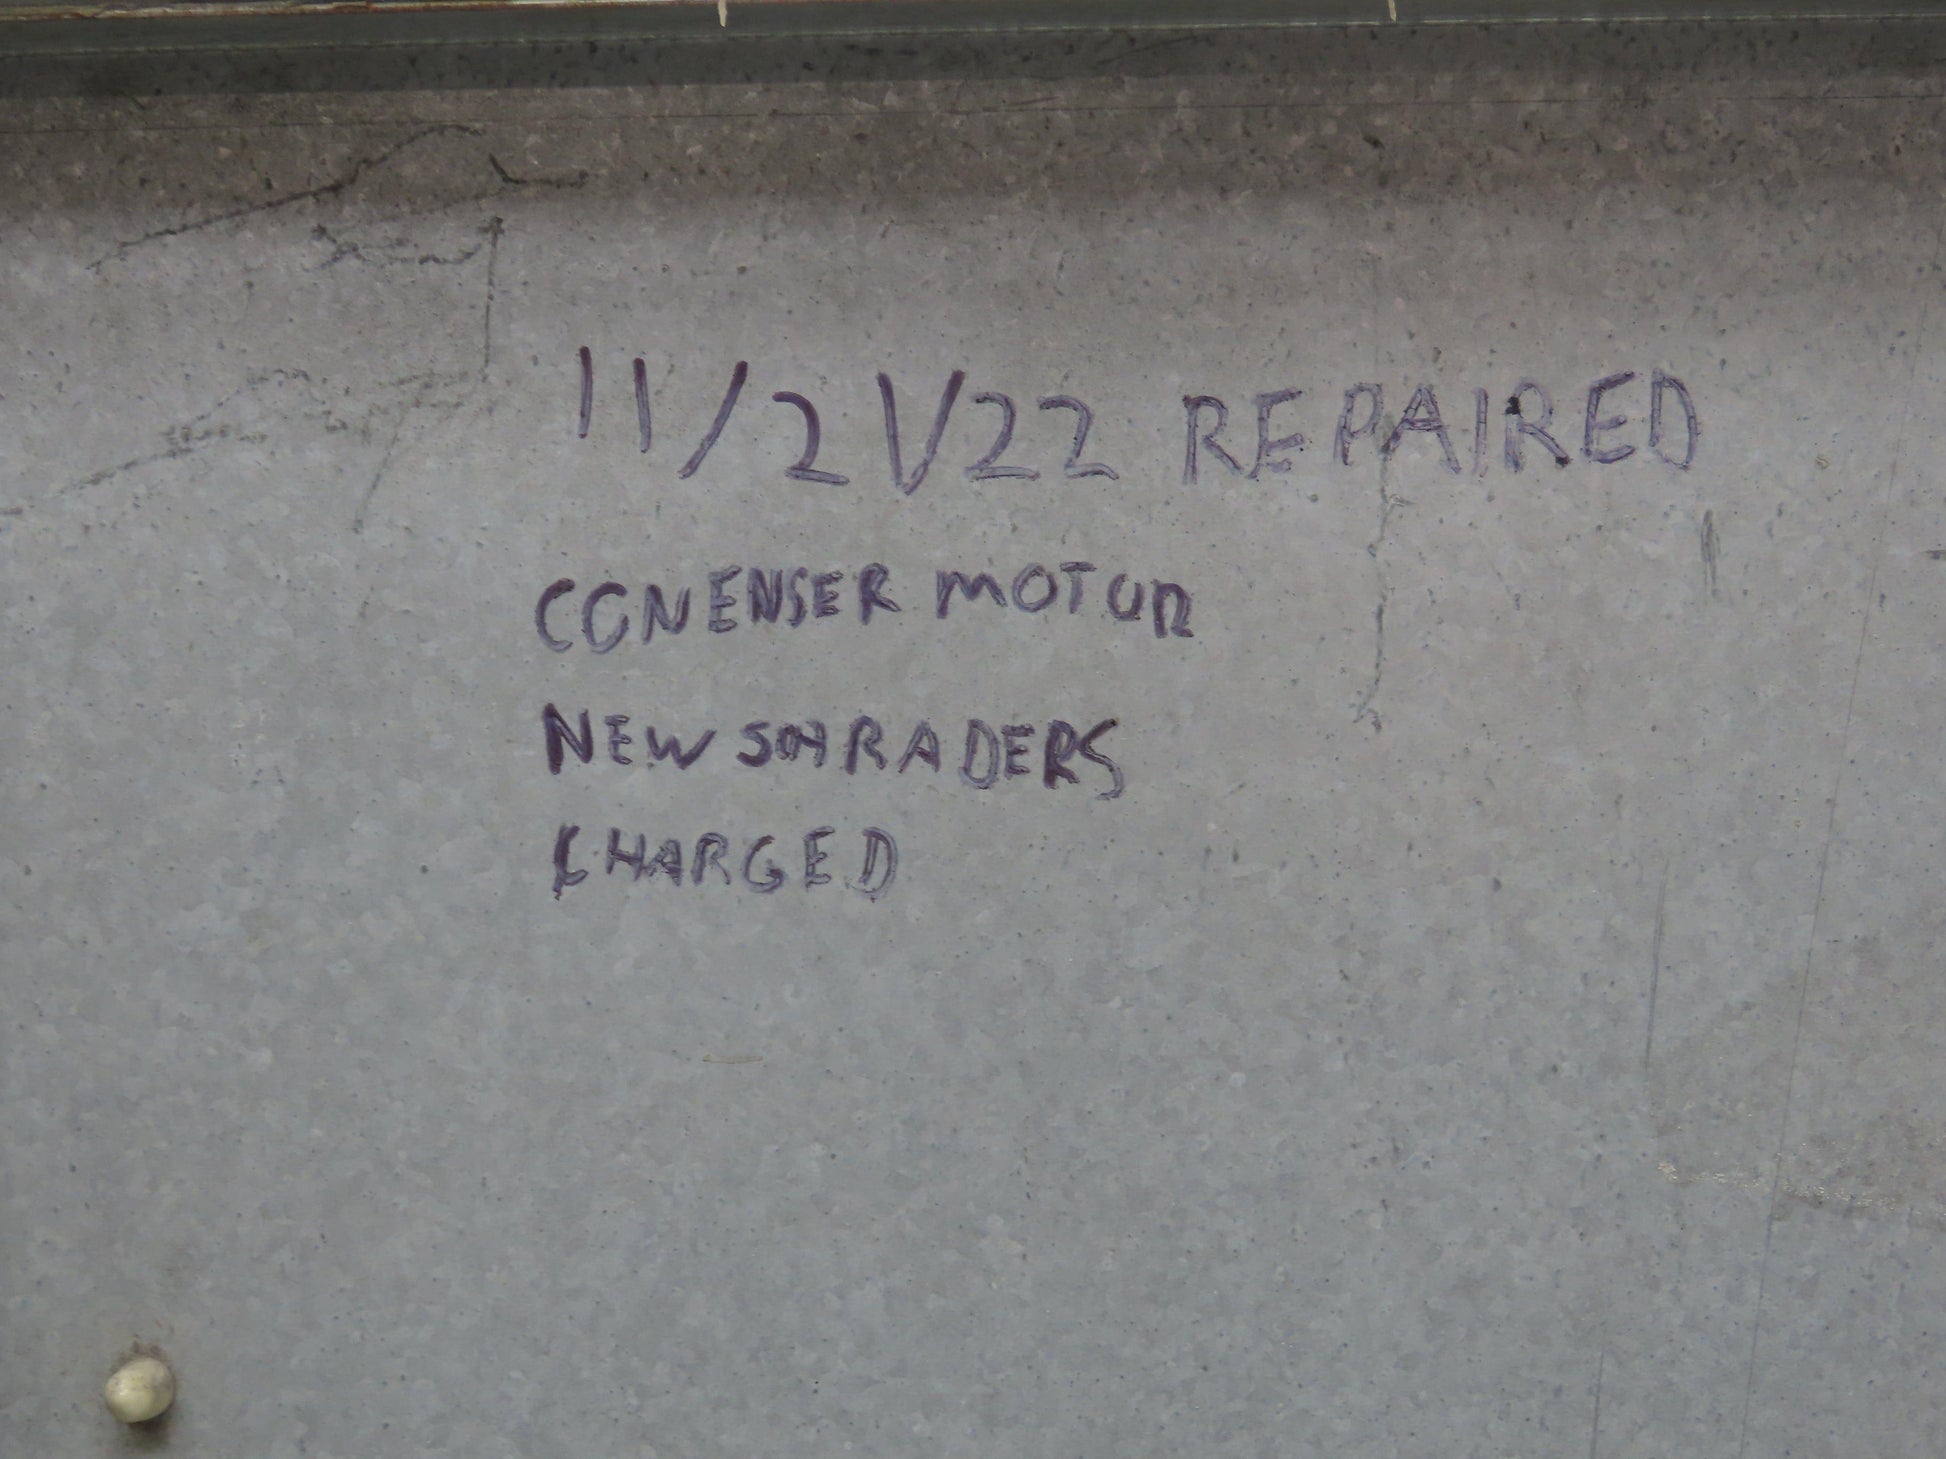 11/21/22 REPAIRED
CONENSER MOTOR
NEW SCHRADERS
CHARGED